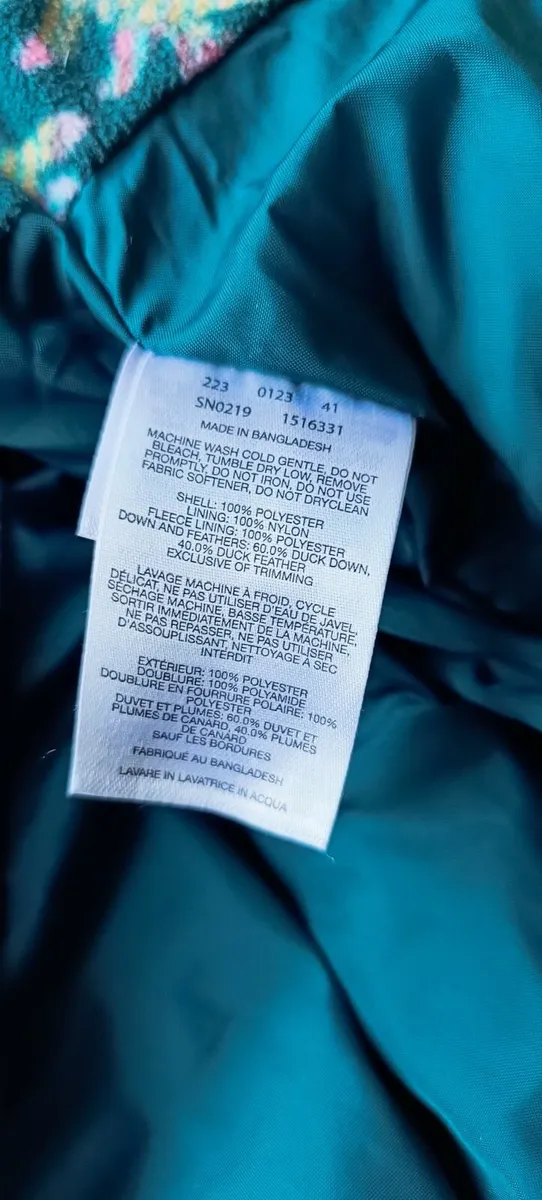 223 0123 41
SN0219 1516331
MADE IN BANGLADESH
MACHINE WASH COLD GENTLE, DO NOT
BLEACH, TUMBLE DRY LOW, REMOVE
PROMPTLY, DO NOT IRON, DO NOT USE
FABRIC SOFTENER, DO NOT DRYCLEAN
SHELL: 100% POLYESTER
LINING: 100% NYLON
FLEECE LINING: 100% POLYESTER
DOWN AND FEATHERS: 60.0% DUCK DOWN,
40.0% DUCK FEATHER
EXCLUSIVE OF TRIMMING
LAVAGE MACHINE À FROID, CYCLE
DÉLICAT, NE PAS UTILISER D'EAU DE JAVEL,
SÉCHAGE MACHINE, BASSE TEMPÉRATURE,
SORTIR IMMÉDIATEMENT DE LA MACHINE,
NE PAS REPASSER, NE PAS UTILISER
D'ASSOUPLISSANT, NETTOYAGE À SEC
INTERDIT
EXTÉRIEUR: 100% POLYESTER
DOUBLURE: 100% POLYAMIDE
DOUBLURE EN FOURRURE POLAIRE: 100%
POLYESTER
DUVET ET PLUMES: 60.0% DUVET ET
PLUMES DE CANARD, 40.0% PLUMES
DE CANARD
SAUF LES BORDURES
FABRIQUÉ AU BANGLADESH
LAVARE IN LAVATRICE IN ACQUA